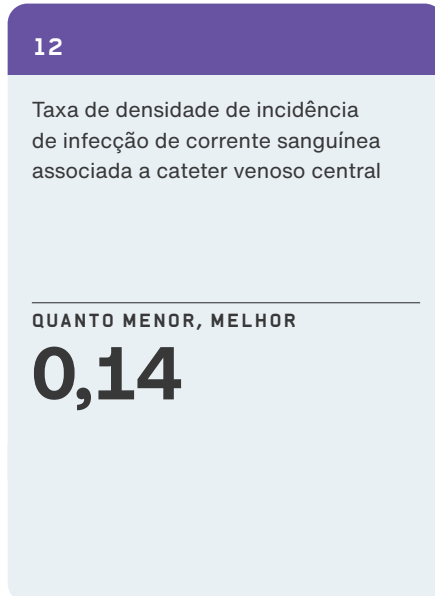 12
Taxa de densidade de incidência
de infecção de corrente sanguínea
associada a cateter venoso central
QUANTO MENOR, MELHOR
0,14